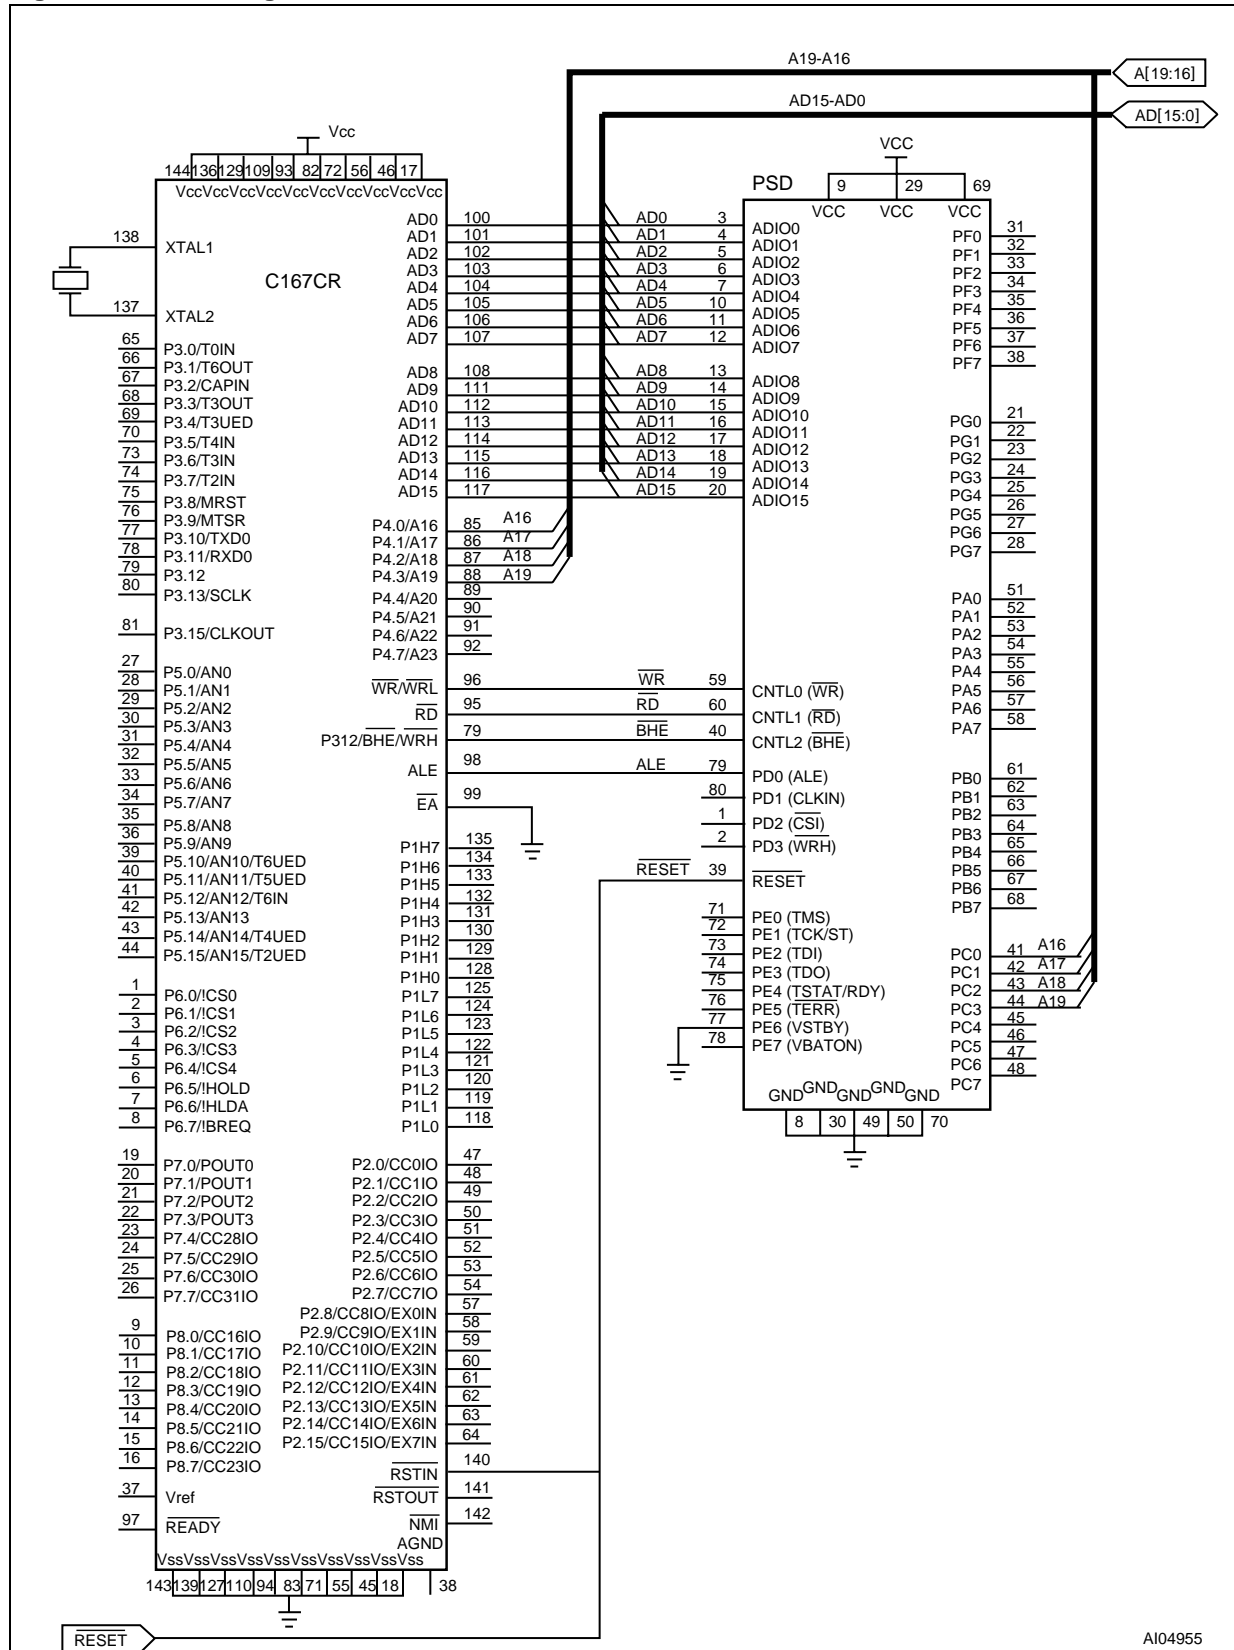 A19-A16
A[19:16]
AD15-AD0
AD[15:0]
Vcc
144 136 129 109 93 82 72 56 46 17
Vcc Vcc Vcc Vcc Vcc Vcc Vcc Vcc Vcc Vcc
C167CR
138 XTAL1
137 XTAL2
65 P3.0/T0IN
66 P3.1/T6OUT
67 P3.2/CAPIN
68 P3.3/T3OUT
69 P3.4/T3UED
70 P3.5/T4IN
73 P3.6/T3IN
74 P3.7/T2IN
75 P3.8/MRST
76 P3.9/MTSR
77 P3.10/TXD0
78 P3.11/RXD0
79 P3.12
80 P3.13/SCLK
81 P3.15/CLKOUT
27 P5.0/AN0
28 P5.1/AN1
29 P5.2/AN2
30 P5.3/AN3
31 P5.4/AN4
32 P5.5/AN5
33 P5.6/AN6
34 P5.7/AN7
35 P5.8/AN8
36 P5.9/AN9
39 P5.10/AN10/T6UED
40 P5.11/AN11/T5UED
41 P5.12/AN12/T6IN
42 P5.13/AN13
43 P5.14/AN14/T4UED
44 P5.15/AN15/T2UED
1 P6.0/!CS0
2 P6.1/!CS1
3 P6.2/!CS2
4 P6.3/!CS3
5 P6.4/!CS4
6 P6.5/!HOLD
7 P6.6/!HLDA
8 P6.7/!BREQ
19 P7.0/POUT0
20 P7.1/POUT1
21 P7.2/POUT2
22 P7.3/POUT3
23 P7.4/CC28IO
24 P7.5/CC29IO
25 P7.6/CC30IO
26 P7.7/CC31IO
9 P8.0/CC16IO
10 P8.1/CC17IO
11 P8.2/CC18IO
12 P8.3/CC19IO
13 P8.4/CC20IO
14 P8.5/CC21IO
15 P8.6/CC22IO
16 P8.7/CC23IO
37 Vref
97 READY
AD0 100
AD1 101
AD2 102
AD3 103
AD4 104
AD5 105
AD6 106
AD7 107
AD8 108
AD9 111
AD10 112
AD11 113
AD12 114
AD13 115
AD14 116
AD15 117
P4.0/A16 85 A16
P4.1/A17 86 A17
P4.2/A18 87 A18
P4.3/A19 88 A19
P4.4/A20 89
P4.5/A21 90
P4.6/A22 91
P4.7/A23 92
WR/WRL 96
RD 95
P312/BHE/WRH 79
ALE 98
EA 99
P1H7 135
P1H6 134
P1H5 133
P1H4 132
P1H3 131
P1H2 130
P1H1 129
P1H0 128
P1L7 125
P1L6 124
P1L5 123
P1L4 122
P1L3 121
P1L2 120
P1L1 119
P1L0 118
P2.0/CC0IO 47
P2.1/CC1IO 48
P2.2/CC2IO 49
P2.3/CC3IO 50
P2.4/CC4IO 51
P2.5/CC5IO 52
P2.6/CC6IO 53
P2.7/CC7IO 54
P2.8/CC8IO/EX0IN 57
P2.9/CC9IO/EX1IN 58
P2.10/CC10IO/EX2IN 59
P2.11/CC11IO/EX3IN 60
P2.12/CC12IO/EX4IN 61
P2.13/CC13IO/EX5IN 62
P2.14/CC14IO/EX6IN 63
P2.15/CC15IO/EX7IN 64
RSTIN 140
RSTOUT 141
NMI 142
AGND
Vss Vss Vss Vss Vss Vss Vss Vss Vss Vss
143 139 127 110 94 83 71 55 45 18 38
VCC
PSD
9 29 69
VCC VCC VCC
AD0 3 ADIO0
AD1 4 ADIO1
AD2 5 ADIO2
AD3 6 ADIO3
AD4 7 ADIO4
AD5 10 ADIO5
AD6 11 ADIO6
AD7 12 ADIO7
AD8 13 ADIO8
AD9 14 ADIO9
AD10 15 ADIO10
AD11 16 ADIO11
AD12 17 ADIO12
AD13 18 ADIO13
AD14 19 ADIO14
AD15 20 ADIO15
WR 59 CNTL0 (WR)
RD 60 CNTL1 (RD)
BHE 40 CNTL2 (BHE)
ALE 79 PD0 (ALE)
80 PD1 (CLKIN)
1 PD2 (CSI)
2 PD3 (WRH)
RESET 39 RESET
71 PE0 (TMS)
72 PE1 (TCK/ST)
73 PE2 (TDI)
74 PE3 (TDO)
75 PE4 (TSTAT/RDY)
76 PE5 (TERR)
77 PE6 (VSTBY)
78 PE7 (VBATON)
PF0 31
PF1 32
PF2 33
PF3 34
PF4 35
PF5 36
PF6 37
PF7 38
PG0 21
PG1 22
PG2 23
PG3 24
PG4 25
PG5 26
PG6 27
PG7 28
PA0 51
PA1 52
PA2 53
PA3 54
PA4 55
PA5 56
PA6 57
PA7 58
PB0 61
PB1 62
PB2 63
PB3 64
PB4 65
PB5 66
PB6 67
PB7 68
PC0 41 A16
PC1 42 A17
PC2 43 A18
PC3 44 A19
PC4 45
PC5 46
PC6 47
PC7 48
GND GND GND GND GND
8 30 49 50 70
RESET
AI04955